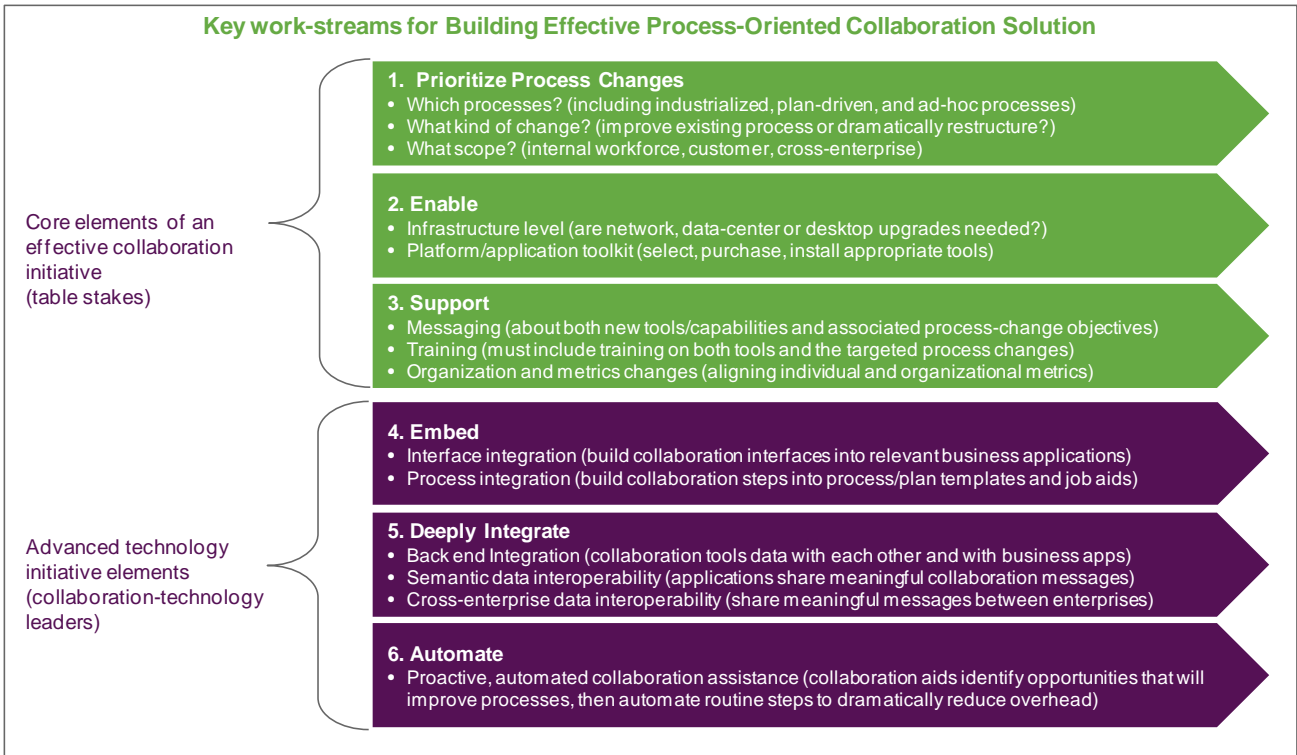 Key work-streams for Building Effective Process-Oriented Collaboration Solution
1. Prioritize Process Changes
• Which processes? (including industrialized, plan-driven, and ad-hoc processes)
• What kind of change? (improve existing process or dramatically restructure?)
• What scope? (internal workforce, customer, cross-enterprise)
Core elements of an
effective collaboration
initiative
(table stakes)
2. Enable
• Infrastructure level (are network, data-center or desktop upgrades needed?)
• Platform/application toolkit (select, purchase, install appropriate tools)
3. Support
• Messaging (about both new tools/capabilities and associated process-change objectives)
• Training (must include training on both tools and the targeted process changes)
• Organization and metrics changes (aligning individual and organizational metrics)
4. Embed
• Interface integration (build collaboration interfaces into relevant business applications)
• Process integration (build collaboration steps into process/plan templates and job aids)
Advanced technology
initiative elements
(collaboration-technology
leaders)
5. Deeply Integrate
• Back end Integration (collaboration tools data with each other and with business apps)
• Semantic data interoperability (applications share meaningful collaboration messages)
• Cross-enterprise data interoperability (share meaningful messages between enterprises)
6. Automate
• Proactive, automated collaboration assistance (collaboration aids identify opportunities that will
improve processes, then automate routine steps to dramatically reduce overhead)